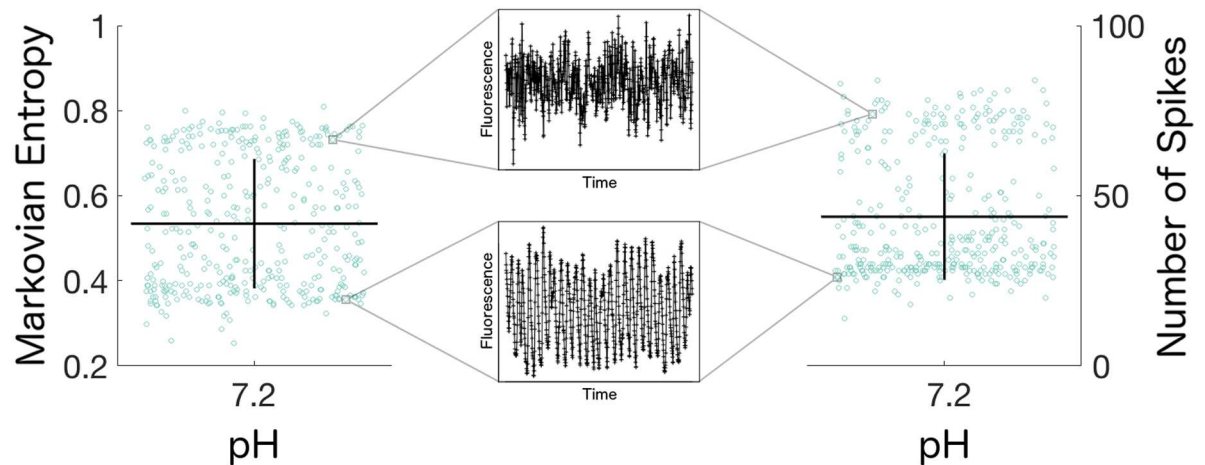 Markovian Entropy
1
0.8
0.6
0.4
0.2
7.2
pH
Fluorescence
Time
Fluorescence
Time
100
50
0
Number of Spikes
7.2
pH